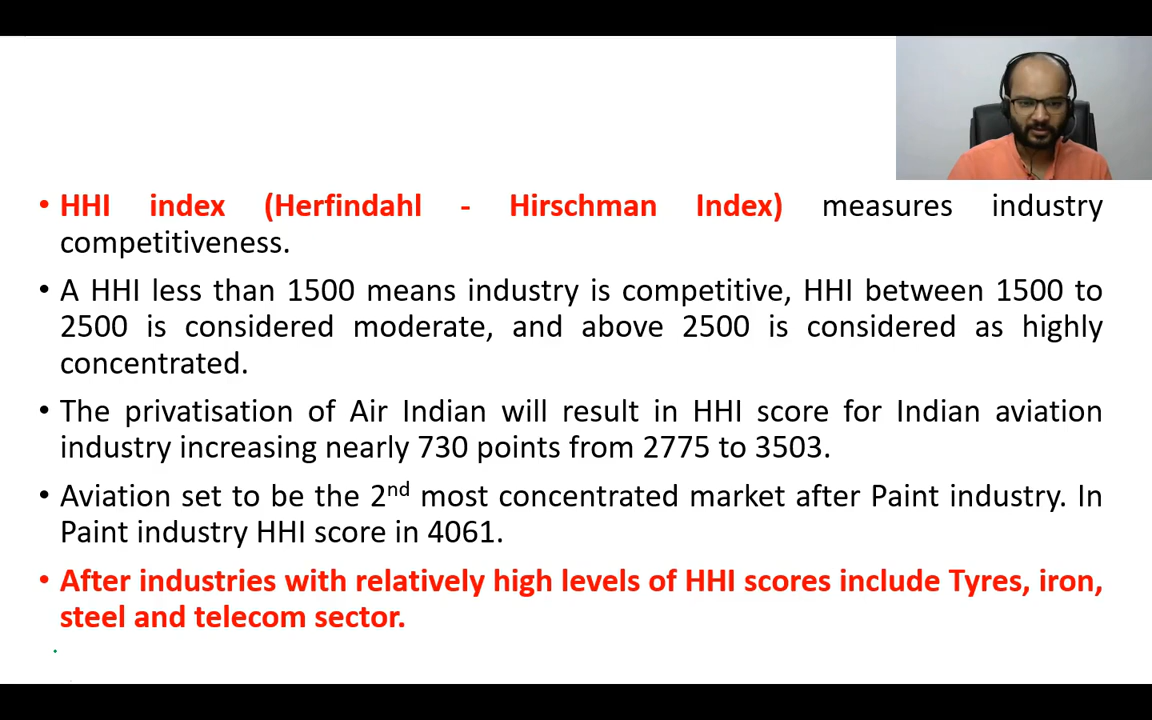 • HHI index (Herfindahl - Hirschman Index) measures industry
competitiveness.
• A HHI less than 1500 means industry is competitive, HHI between 1500 to
2500 is considered moderate, and above 2500 is considered as highly
concentrated.
• The privatisation of Air Indian will result in HHI score for Indian aviation
industry increasing nearly 730 points from 2775 to 3503.
• Aviation set to be the 2nd most concentrated market after Paint industry. In
Paint industry HHI score in 4061.
• After industries with relatively high levels of HHI scores include Tyres, iron,
steel and telecom sector.